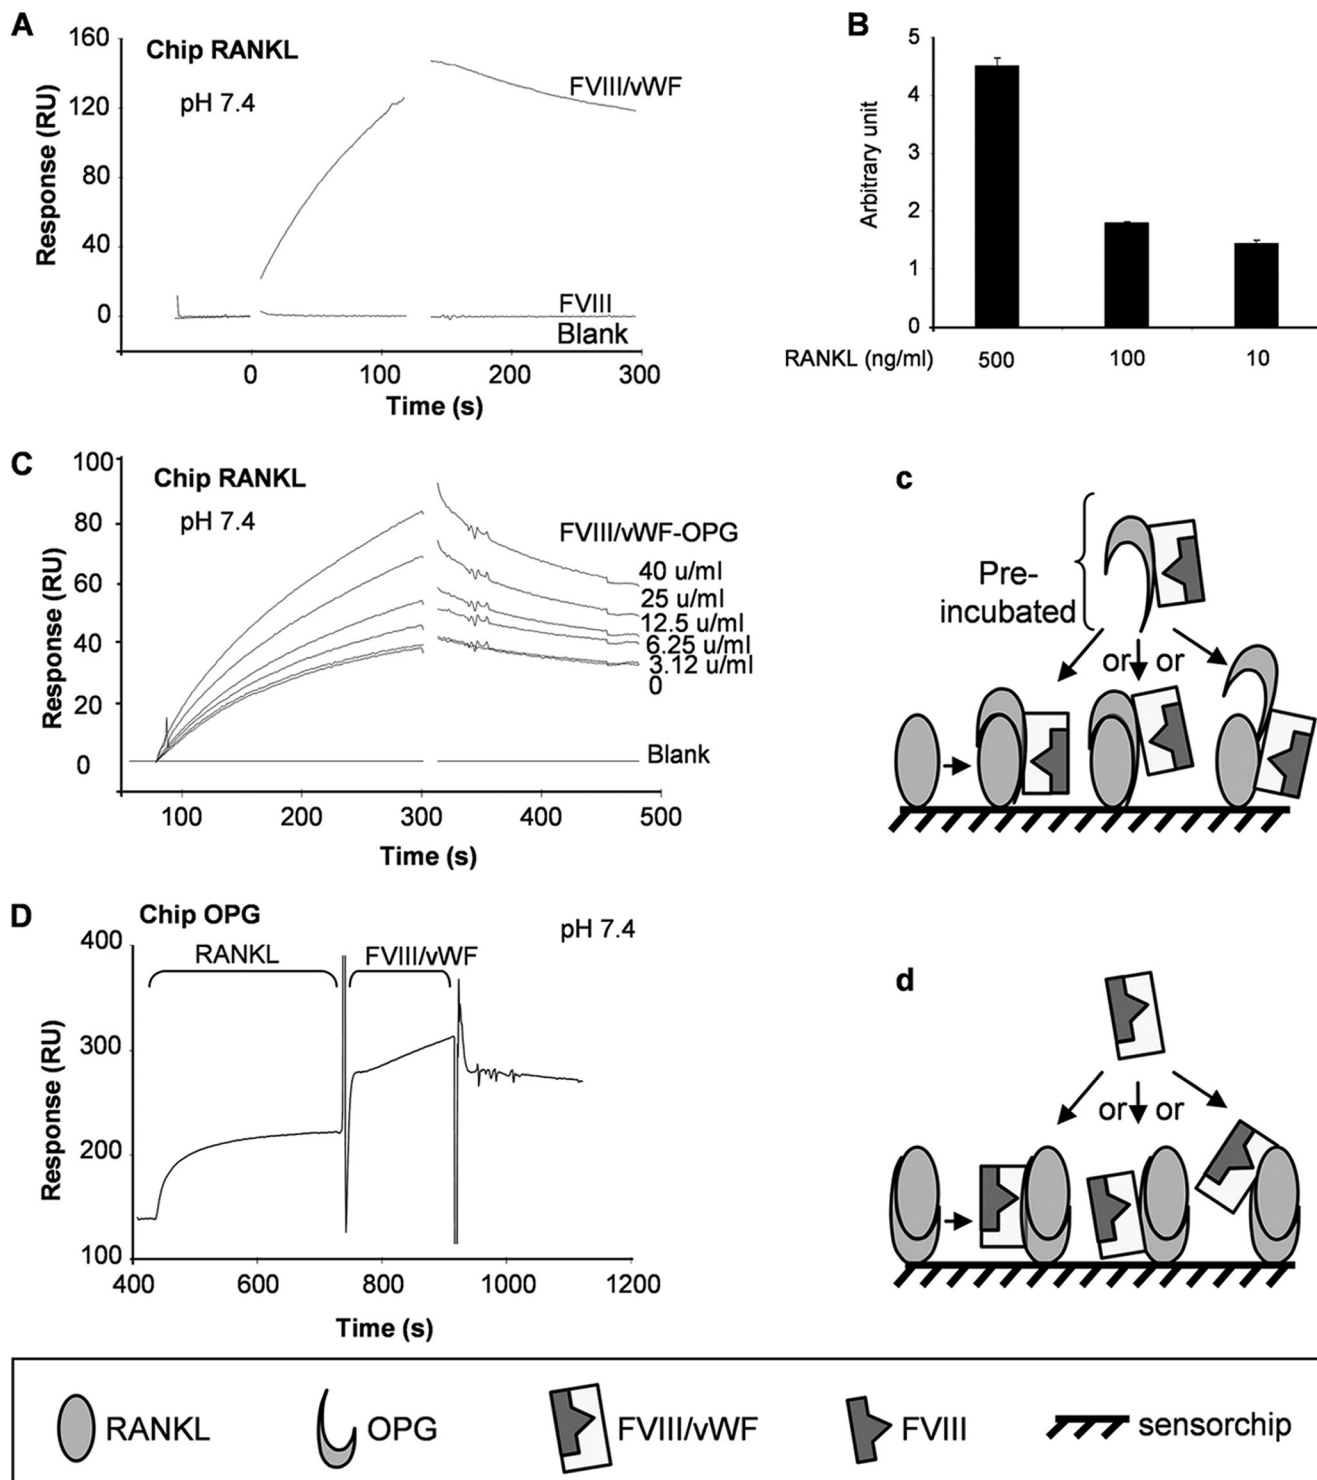 A
Chip RANKL
pH 7.4
160
120
80
40
0
Response (RU)
FVIII/vWF
FVIII
Blank
0 100 200 300
Time (s)
B
5
4
3
2
1
0
Arbitrary unit
RANKL (ng/ml) 500 100 10
C
Chip RANKL
pH 7.4
100
80
60
40
20
0
Response (RU)
FVIII/vWF-OPG
40 u/ml
25 u/ml
12.5 u/ml
6.25 u/ml
3.12 u/ml
0
Blank
100 200 300 400 500
Time (s)
c
Pre-
incubated
or or
D
Chip OPG
pH 7.4
RANKL FVIII/vWF
400
300
200
100
Response (RU)
400 600 800 1000 1200
Time (s)
d
or or
RANKL OPG FVIII/vWF FVIII sensorchip